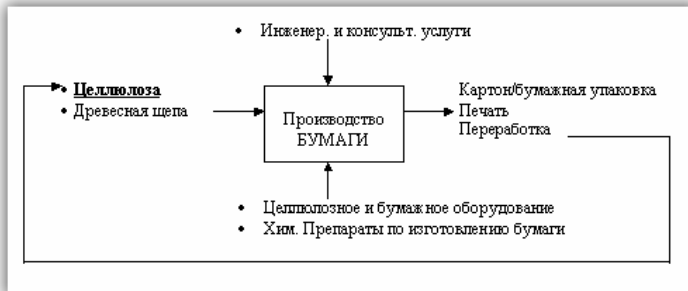 • Инженер. и консульт. услуги
• Целлюлоза
• Древесная щепа
Производство
БУМАГИ
Картон/бумажная упаковка
Печать
Переработка
• Целлюлозное и бумажное оборудование
• Хим. Препараты по изготовлению бумаги